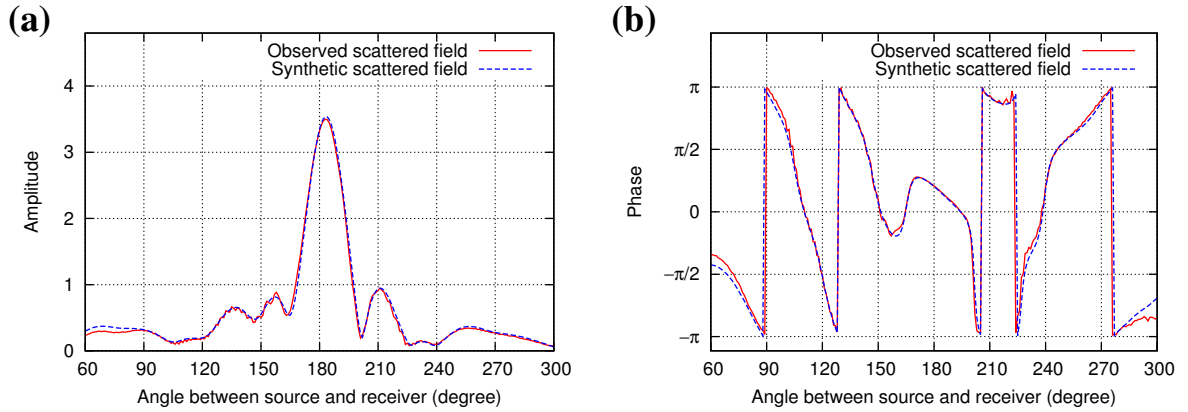 (a)
Observed scattered field
Synthetic scattered field
4
3
2
1
0
Amplitude
60 90 120 150 180 210 240 270 300
Angle between source and receiver (degree)
(b)
Observed scattered field
Synthetic scattered field
π
π/2
0
−π/2
−π
Phase
60 90 120 150 180 210 240 270 300
Angle between source and receiver (degree)